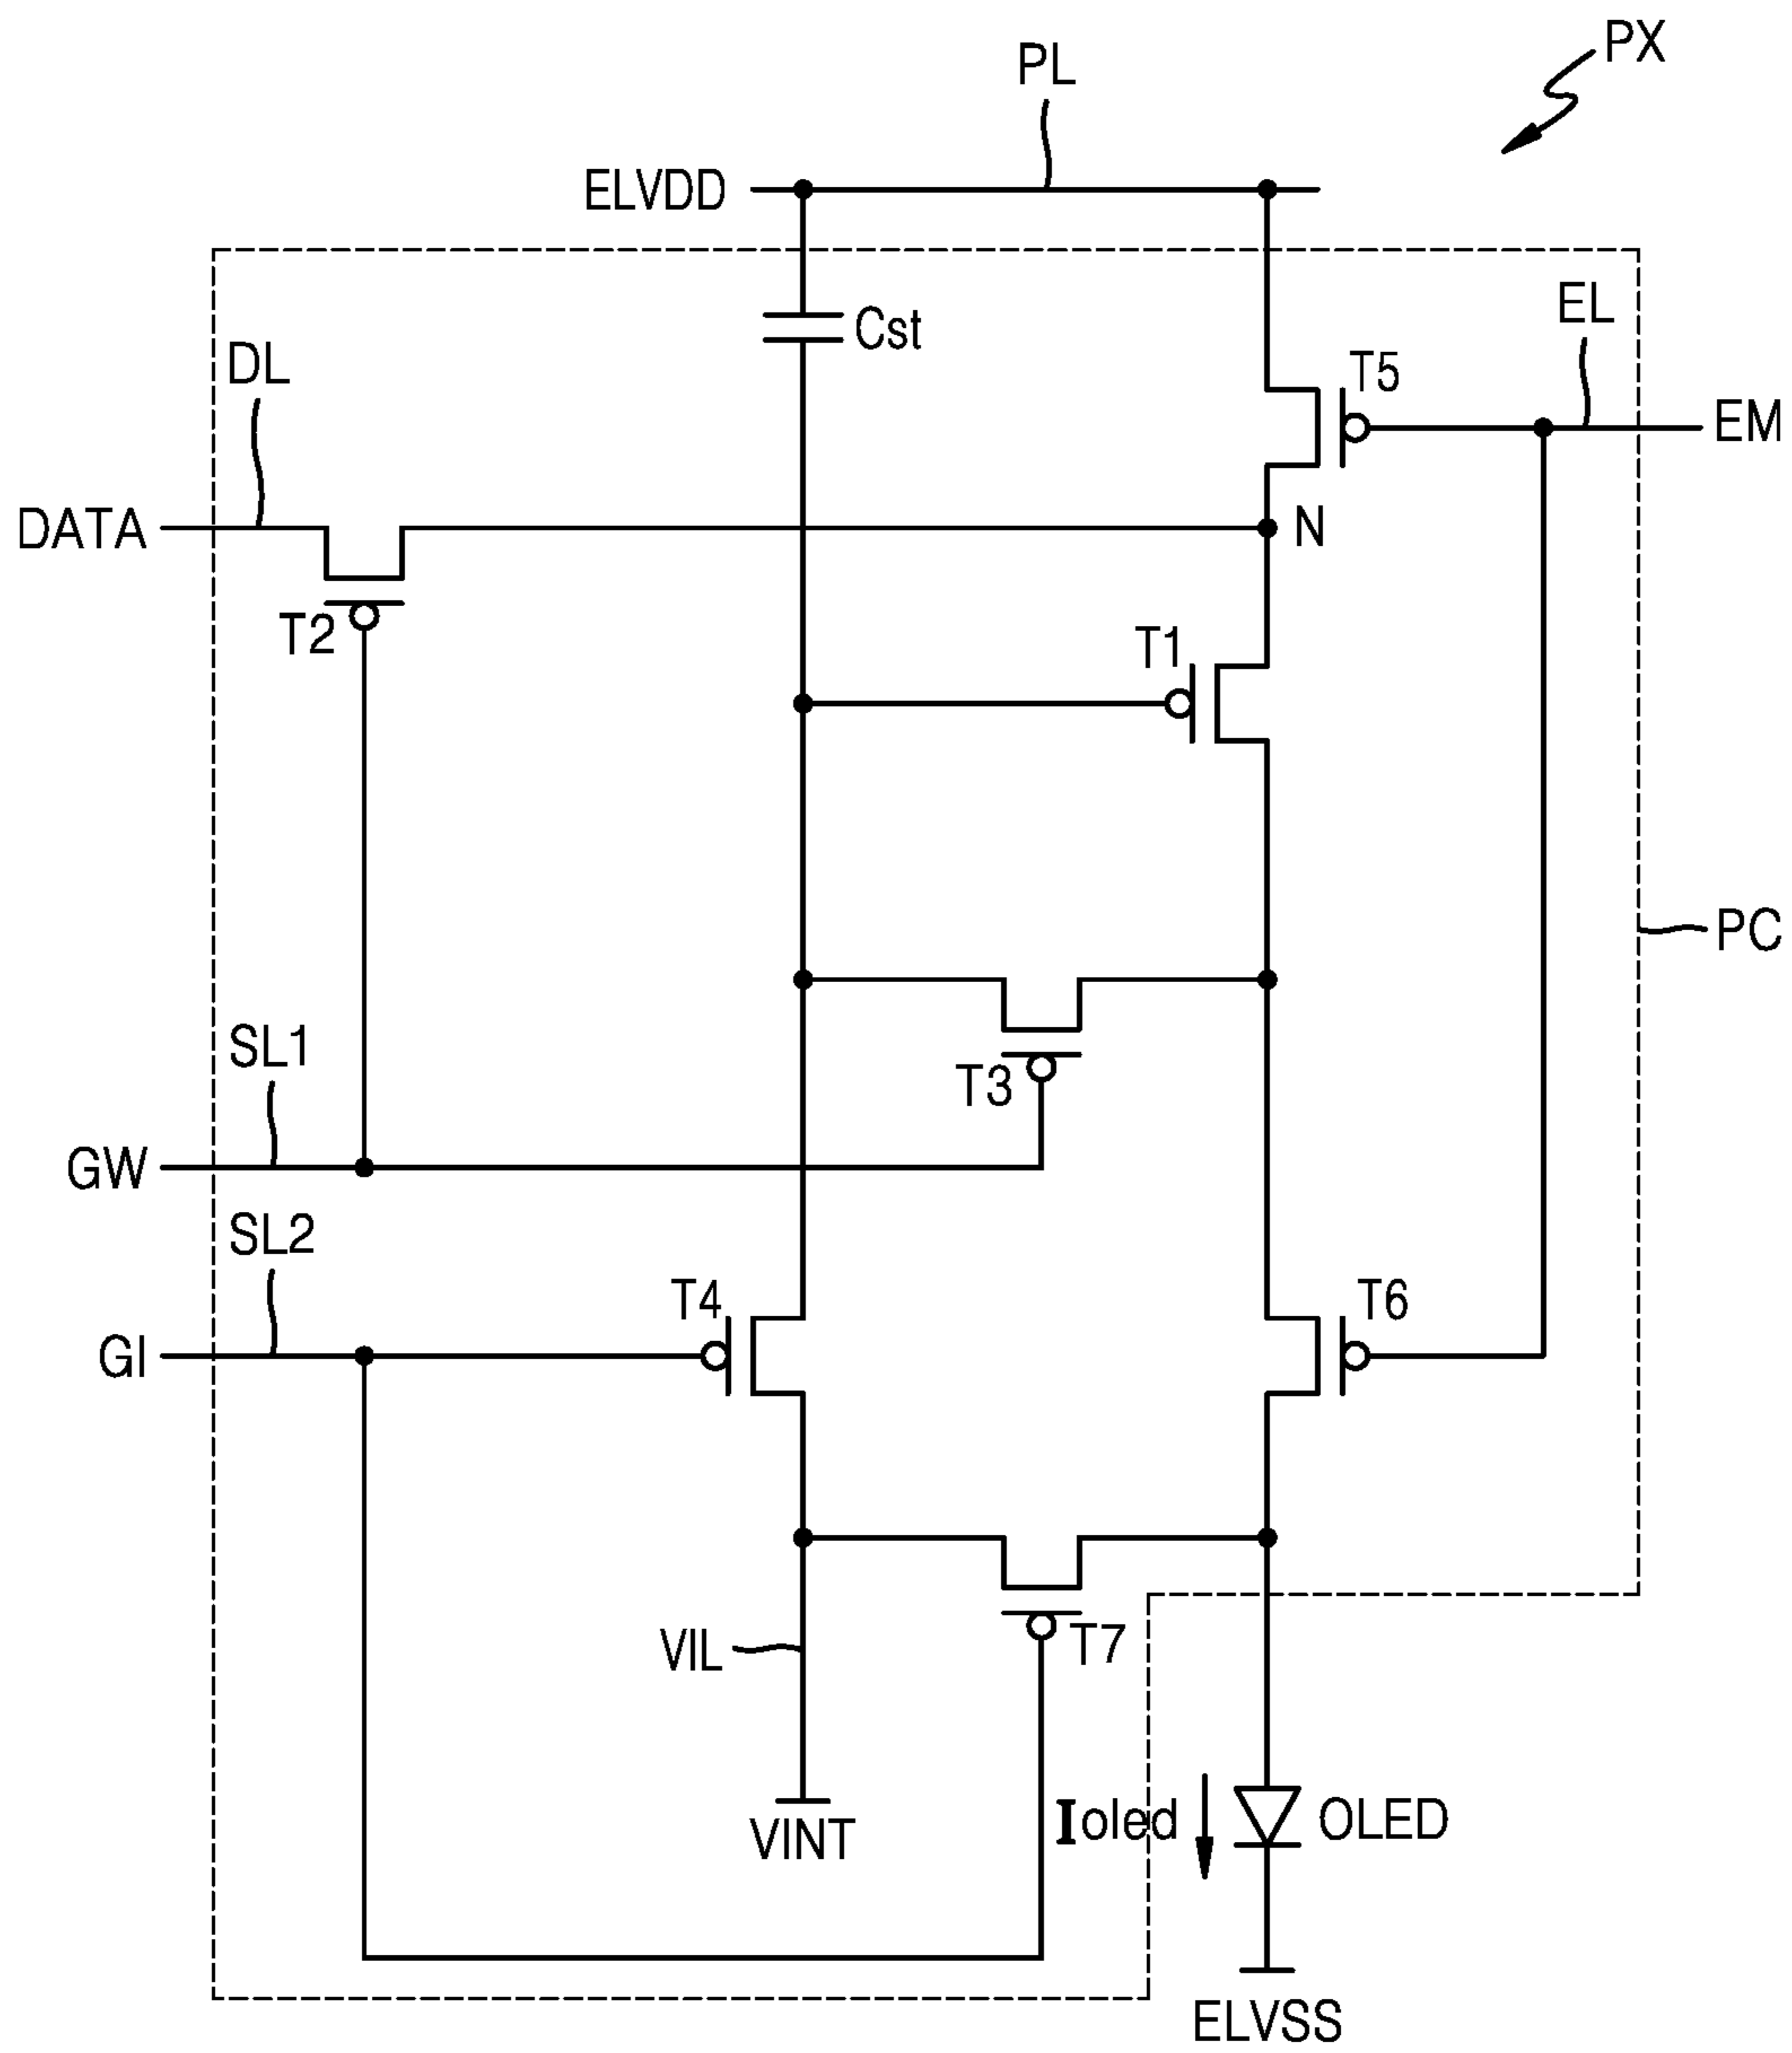 PX
PL
ELVDD
Cst
EL
DL
T5
EM
DATA
N
T2
T1
PC
SL1
T3
GW
SL2
T4
T6
GI
VIL
T7
Ioled
OLED
VINT
ELVSS